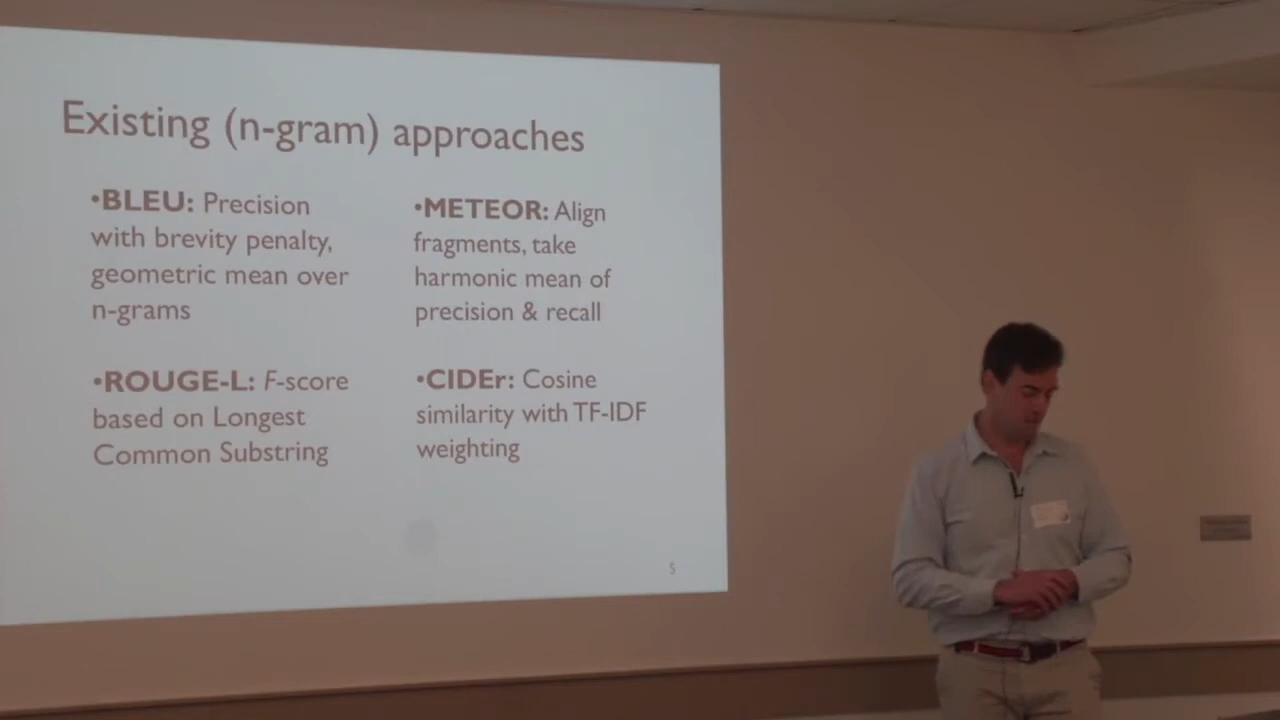 Existing (n-gram) approaches
•BLEU: Precision
with brevity penalty,
geometric mean over
n-grams
•ROUGE-L: F-score
based on Longest
Common Substring
•METEOR: Align
fragments, take
harmonic mean of
precision & recall
•CIDEr: Cosine
similarity with TF-IDF
weighting
5